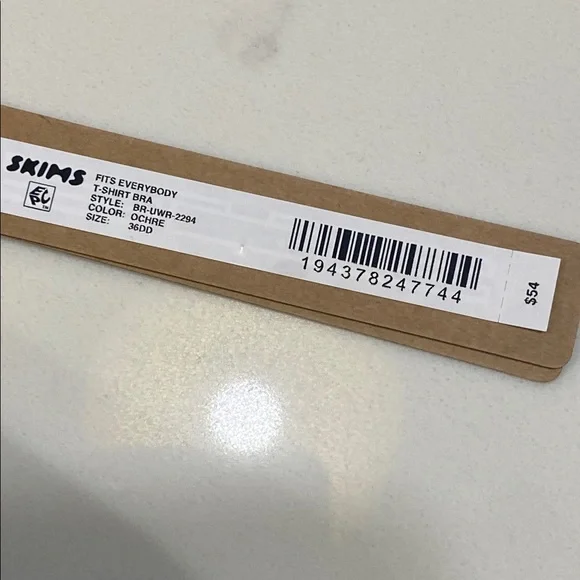 SKIMS
FITS EVERYBODY
T-SHIRT BRA
STYLE: BR-UWR-2294
COLOR: OCHRE
SIZE: 36DD
194378247744
$54